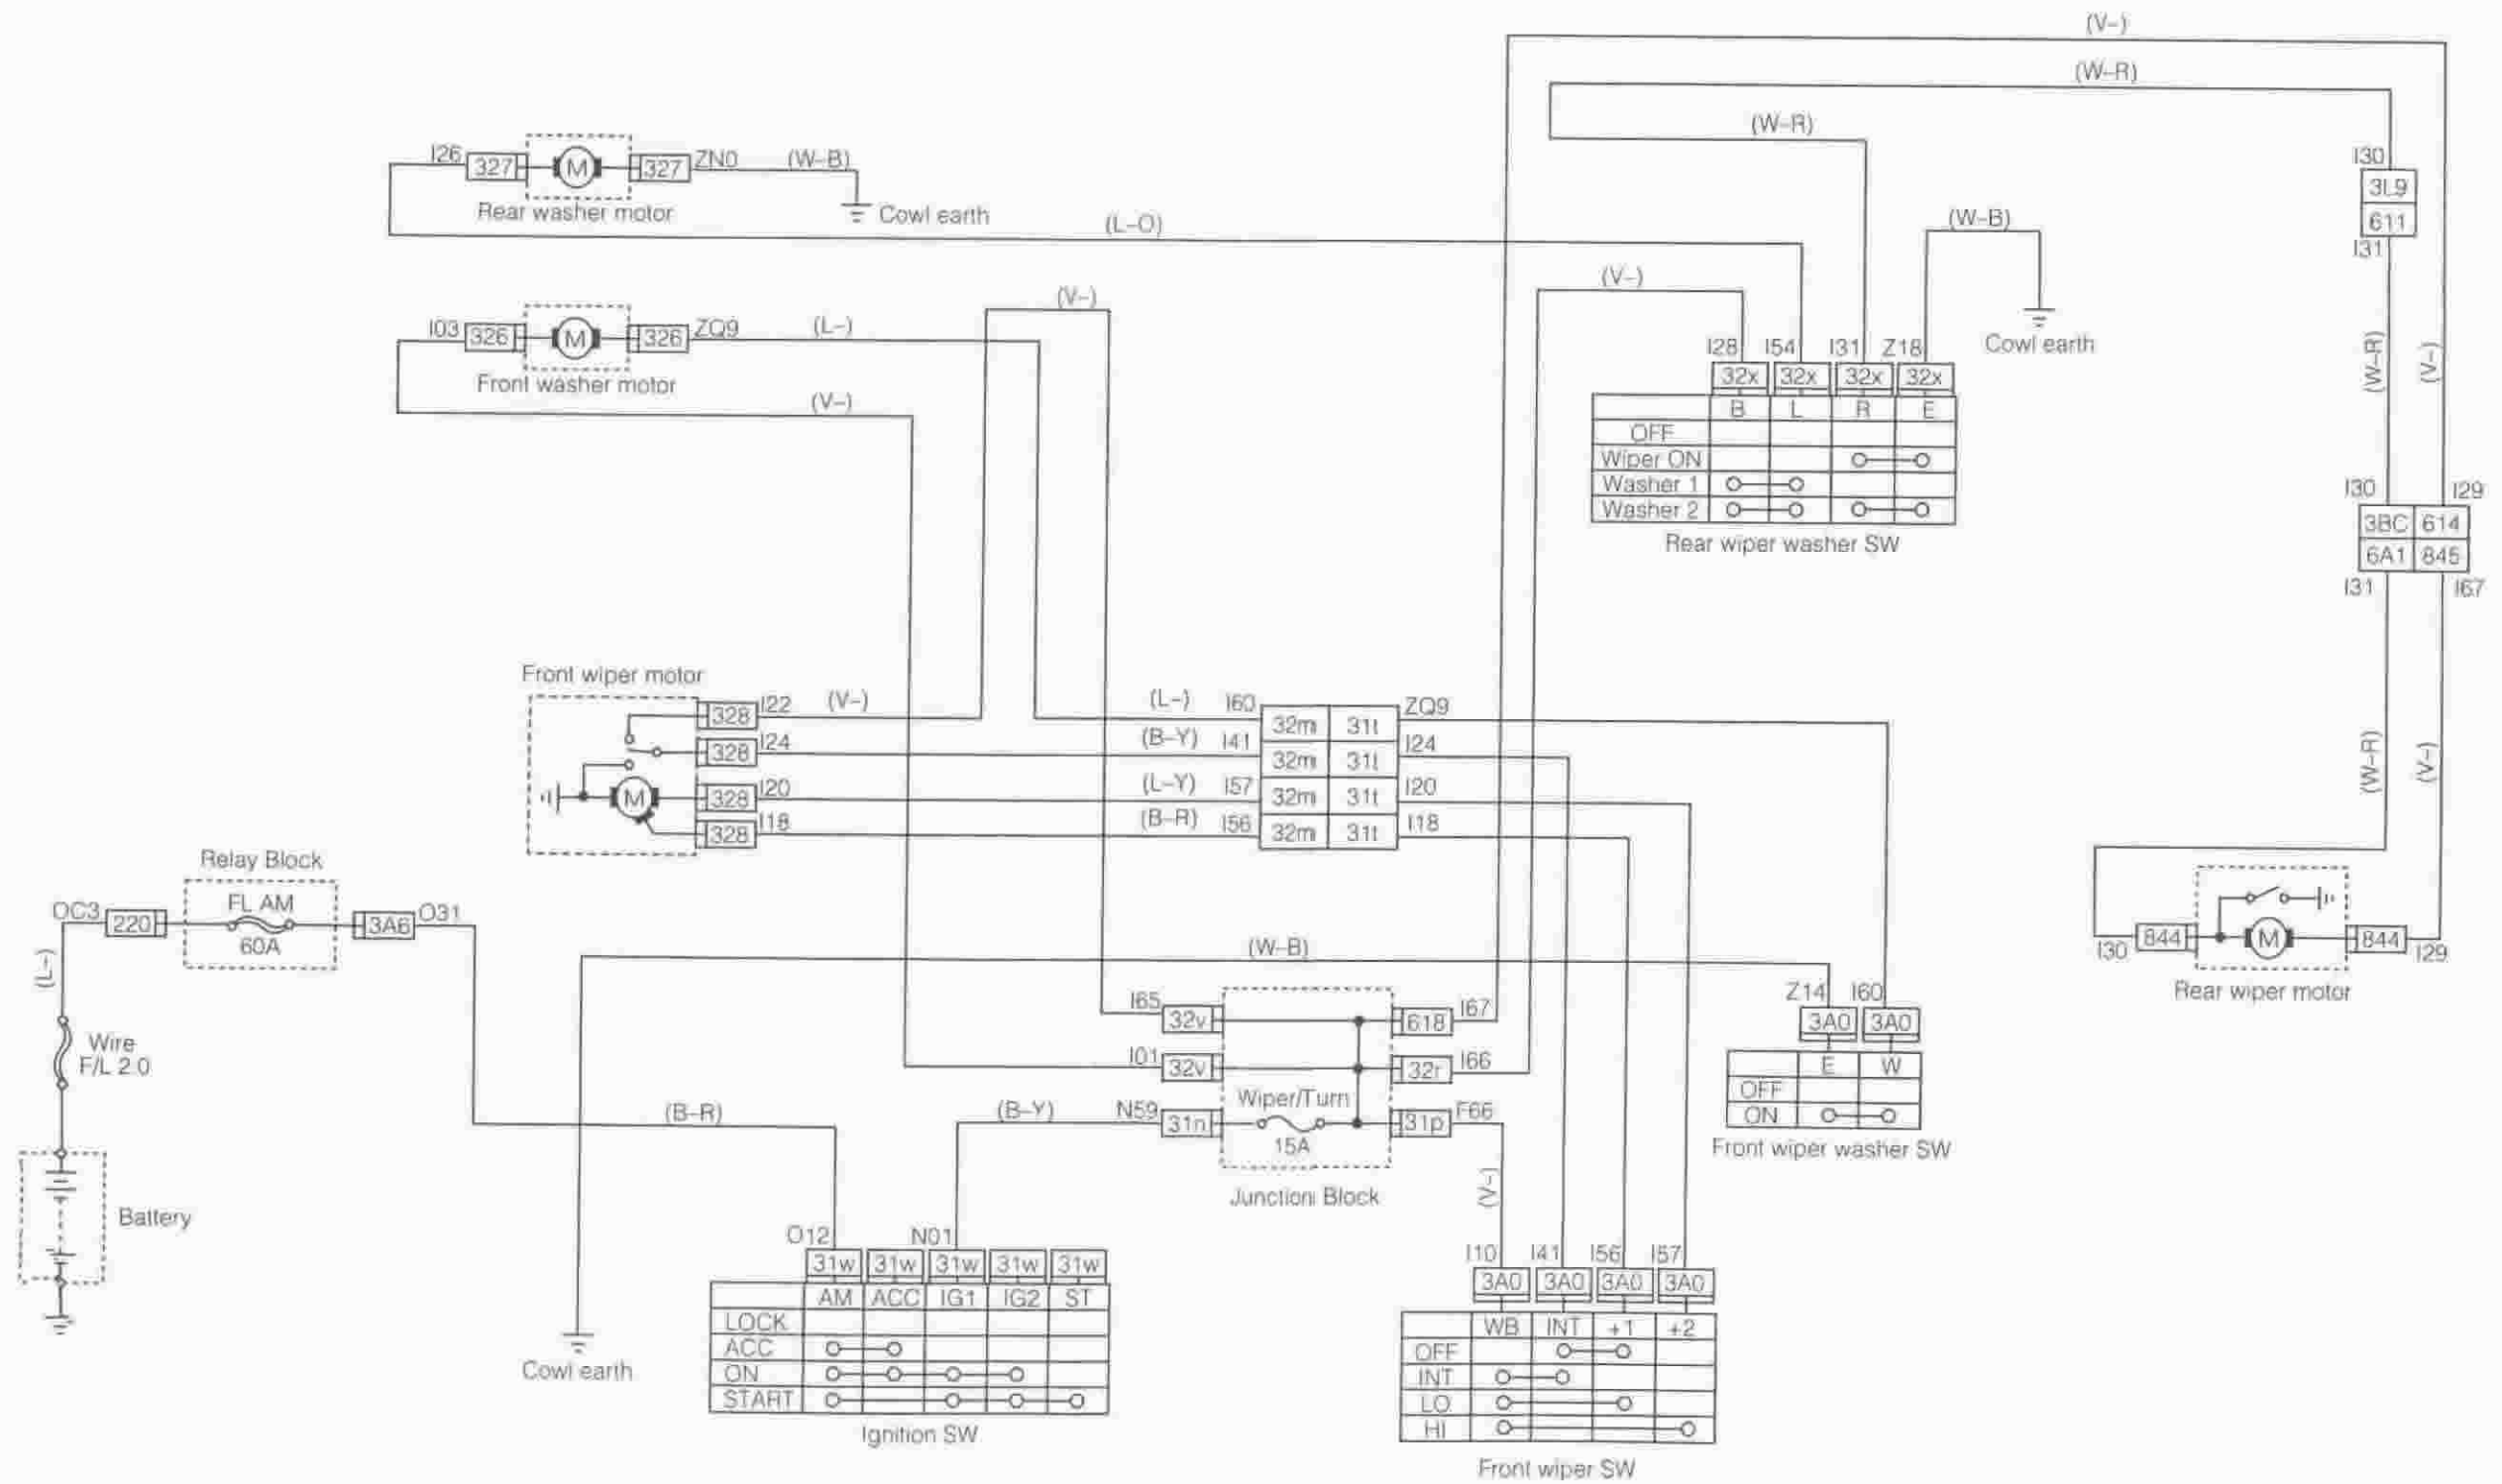 (V–)
(W–R)
(W–R)
I26 327 M 327 ZN0 (W–B)
Rear washer motor
Cowl earth
(L–O)
I30
3L9
611
I31
(W–B)
Cowl earth
(V–)
(V–)
I03 326 M 326 ZQ9 (L–)
Front washer motor
(V–)
I28 I54 I31 Z18
32x 32x 32x 32x
B L R E
OFF
Wiper ON
Washer 1
Washer 2
Rear wiper washer SW
(W–R) (V–)
I30 I29
3BC 614
6A1 845
I31 I67
Front wiper motor
328 I22 (V–)
328 I24
M 328 I20
328 I18
(L–) I60 32m 31t ZQ9
(B–Y) I41 32m 31t I24
(L–Y) I57 32m 31t I20
(B–R) I56 32m 31t I18
(W–R) (V–)
Relay Block
OC3 220 FL AM 3A6 O31
60A
(L–)
Wire
F/L 2.0
Battery
(W–B)
I30 844 M 844 I29
Rear wiper motor
Z14 I60
3A0 3A0
E W
OFF
ON
Front wiper washer SW
I65 32v 618 I67
I01 32v 32r I66
Wiper/Turn
(B–R)
(B–Y) N59 31n 31p F66
15A
Junction Block
(V–)
O12 N01
31w 31w 31w 31w 31w
AM ACC IG1 IG2 ST
LOCK
ACC
ON
START
Ignition SW
Cowl earth
I10 I41 I56 I57
3A0 3A0 3A0 3A0
WB INT +1 +2
OFF
INT
LO
HI
Front wiper SW